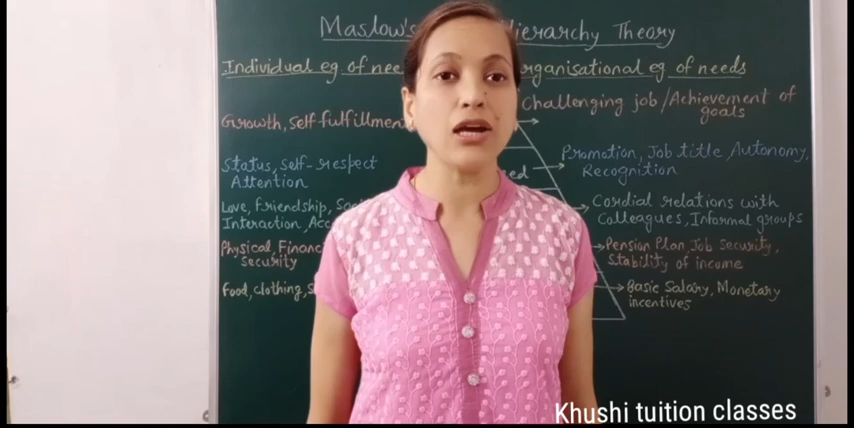 Maslow's Hierarchy Theory
Individual eg of
Organisational eg of needs
Growth, Self fulfillment
Challenging job/Achievement of
goals
Status, Self-respect
Attention
Promotion, Job title, Autonomy,
Recognition
Love, Friendship,
Interaction,
Cordial relations with
Colleagues, Informal groups
Physical,
security
Pension Plan, Job security,
Stability of income
Food, clothing,
Basic Salary, Monetary
incentives
Khushi tuition classes